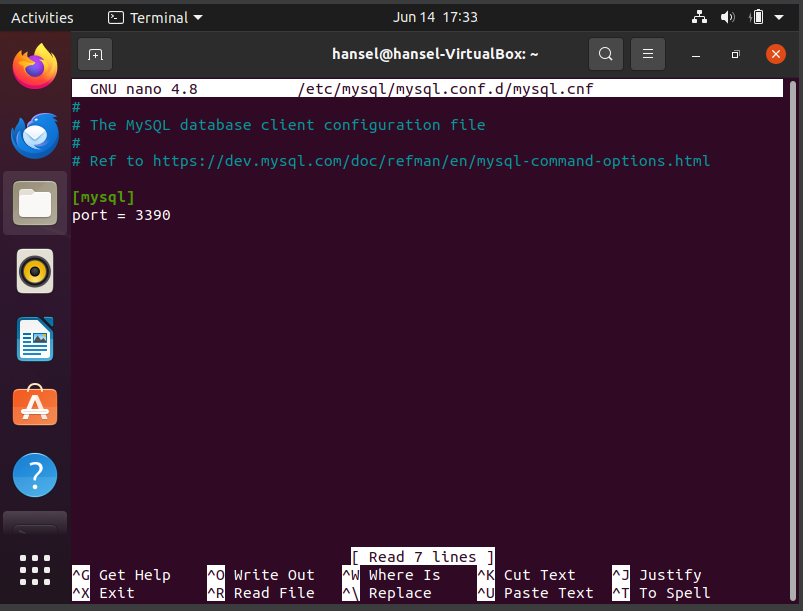 Activities Terminal Jun 14 17:33
hansel@hansel-VirtualBox: ~
GNU nano 4.8 /etc/mysql/mysql.conf.d/mysql.cnf
#
# The MySQL database client configuration file
#
# Ref to https://dev.mysql.com/doc/refman/en/mysql-command-options.html
[mysql]
port = 3390
[ Read 7 lines ]
^G Get Help ^O Write Out ^W Where Is ^K Cut Text ^J Justify
^X Exit ^R Read File ^\ Replace ^U Paste Text ^T To Spell